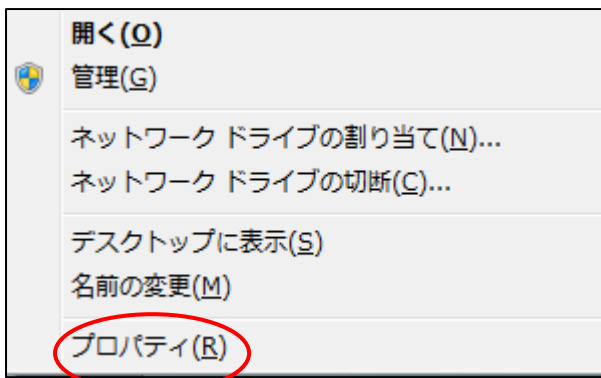 開く(O)
管理(G)
ネットワーク ドライブの割り当て(N)...
ネットワーク ドライブの切断(C)...
デスクトップに表示(S)
名前の変更(M)
プロパティ(R)